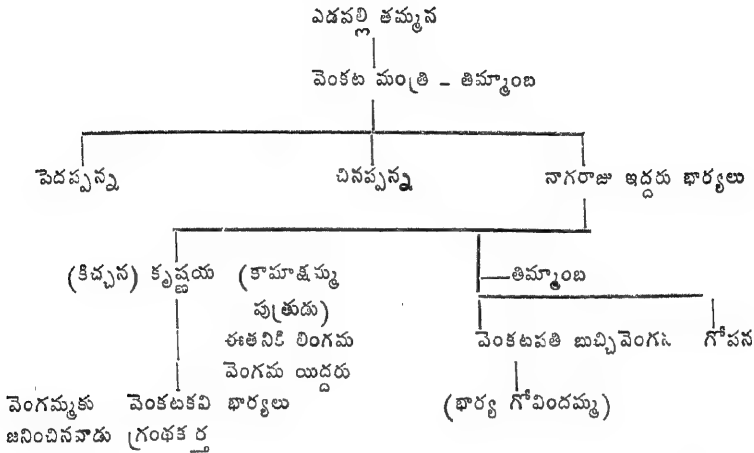 ఎడవల్లి తమ్మన
వెంకట మంత్రి - తిమ్మాంబ
పెదప్పన్న చినప్పన్న నాగరాజు ఇద్దరు భార్యలు
(కిచ్చన) కృష్ణయ (కామాక్షమ్మ తిమ్మాంబ
పుత్రుడు)
ఈతనికి లింగమ వెంకటపతి బుచ్చివెంగన గోపన
వెంగమ యిద్దరు
వెంగమ్మకు వెంకటకవి భార్యలు (భార్య గోవిందమ్మ)
జనించినవాడు గ్రంథకర్త